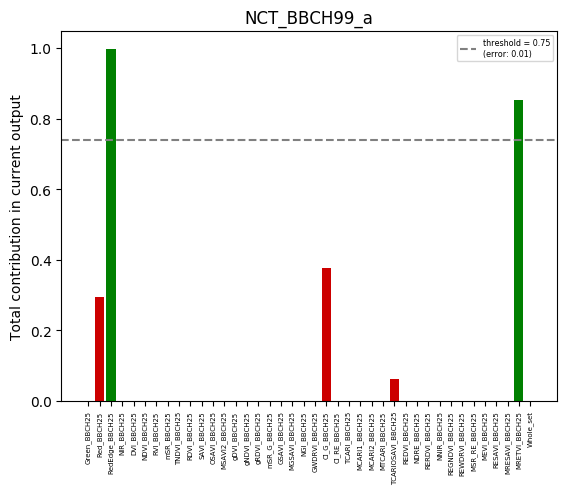 NCT_BBCH99_a
threshold = 0.75
(error: 0.01)
Total contribution in current output
1.0
0.8
0.6
0.4
0.2
0.0
Green_BBCH25
Red_BBCH25
RedEdge_BBCH25
NIR_BBCH25
DVI_BBCH25
NDVI_BBCH25
RVI_BBCH25
mSR_BBCH25
TNDVI_BBCH25
RDVI_BBCH25
SAVI_BBCH25
OSAVI_BBCH25
MSAVI2_BBCH25
gDVI_BBCH25
gNDVI_BBCH25
gRDVI_BBCH25
mSR_G_BBCH25
GSAVI_BBCH25
MGSAVI_BBCH25
NGI_BBCH25
GWDRVI_BBCH25
CI_G_BBCH25
CI_RE_BBCH25
TCARI_BBCH25
MCARI1_BBCH25
MCARI2_BBCH25
MTCARI_BBCH25
TCARIOSAVI_BBCH25
REDVI_BBCH25
NDRE_BBCH25
RERDVI_BBCH25
NNIR_BBCH25
REGNDVI_BBCH25
REWDRVI_BBCH25
MSR_RE_BBCH25
MEVI_BBCH25
RESAVI_BBCH25
MRESAVI_BBCH25
MRETVI_BBCH25
Whole_set